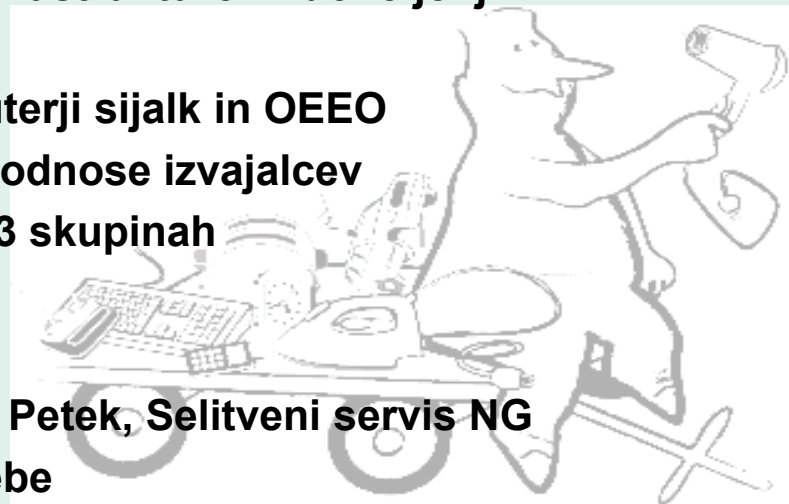 terji sijalk in OEEO
odnose izvajalcev
3 skupinah
Petek, Selitveni servis NG
ebe